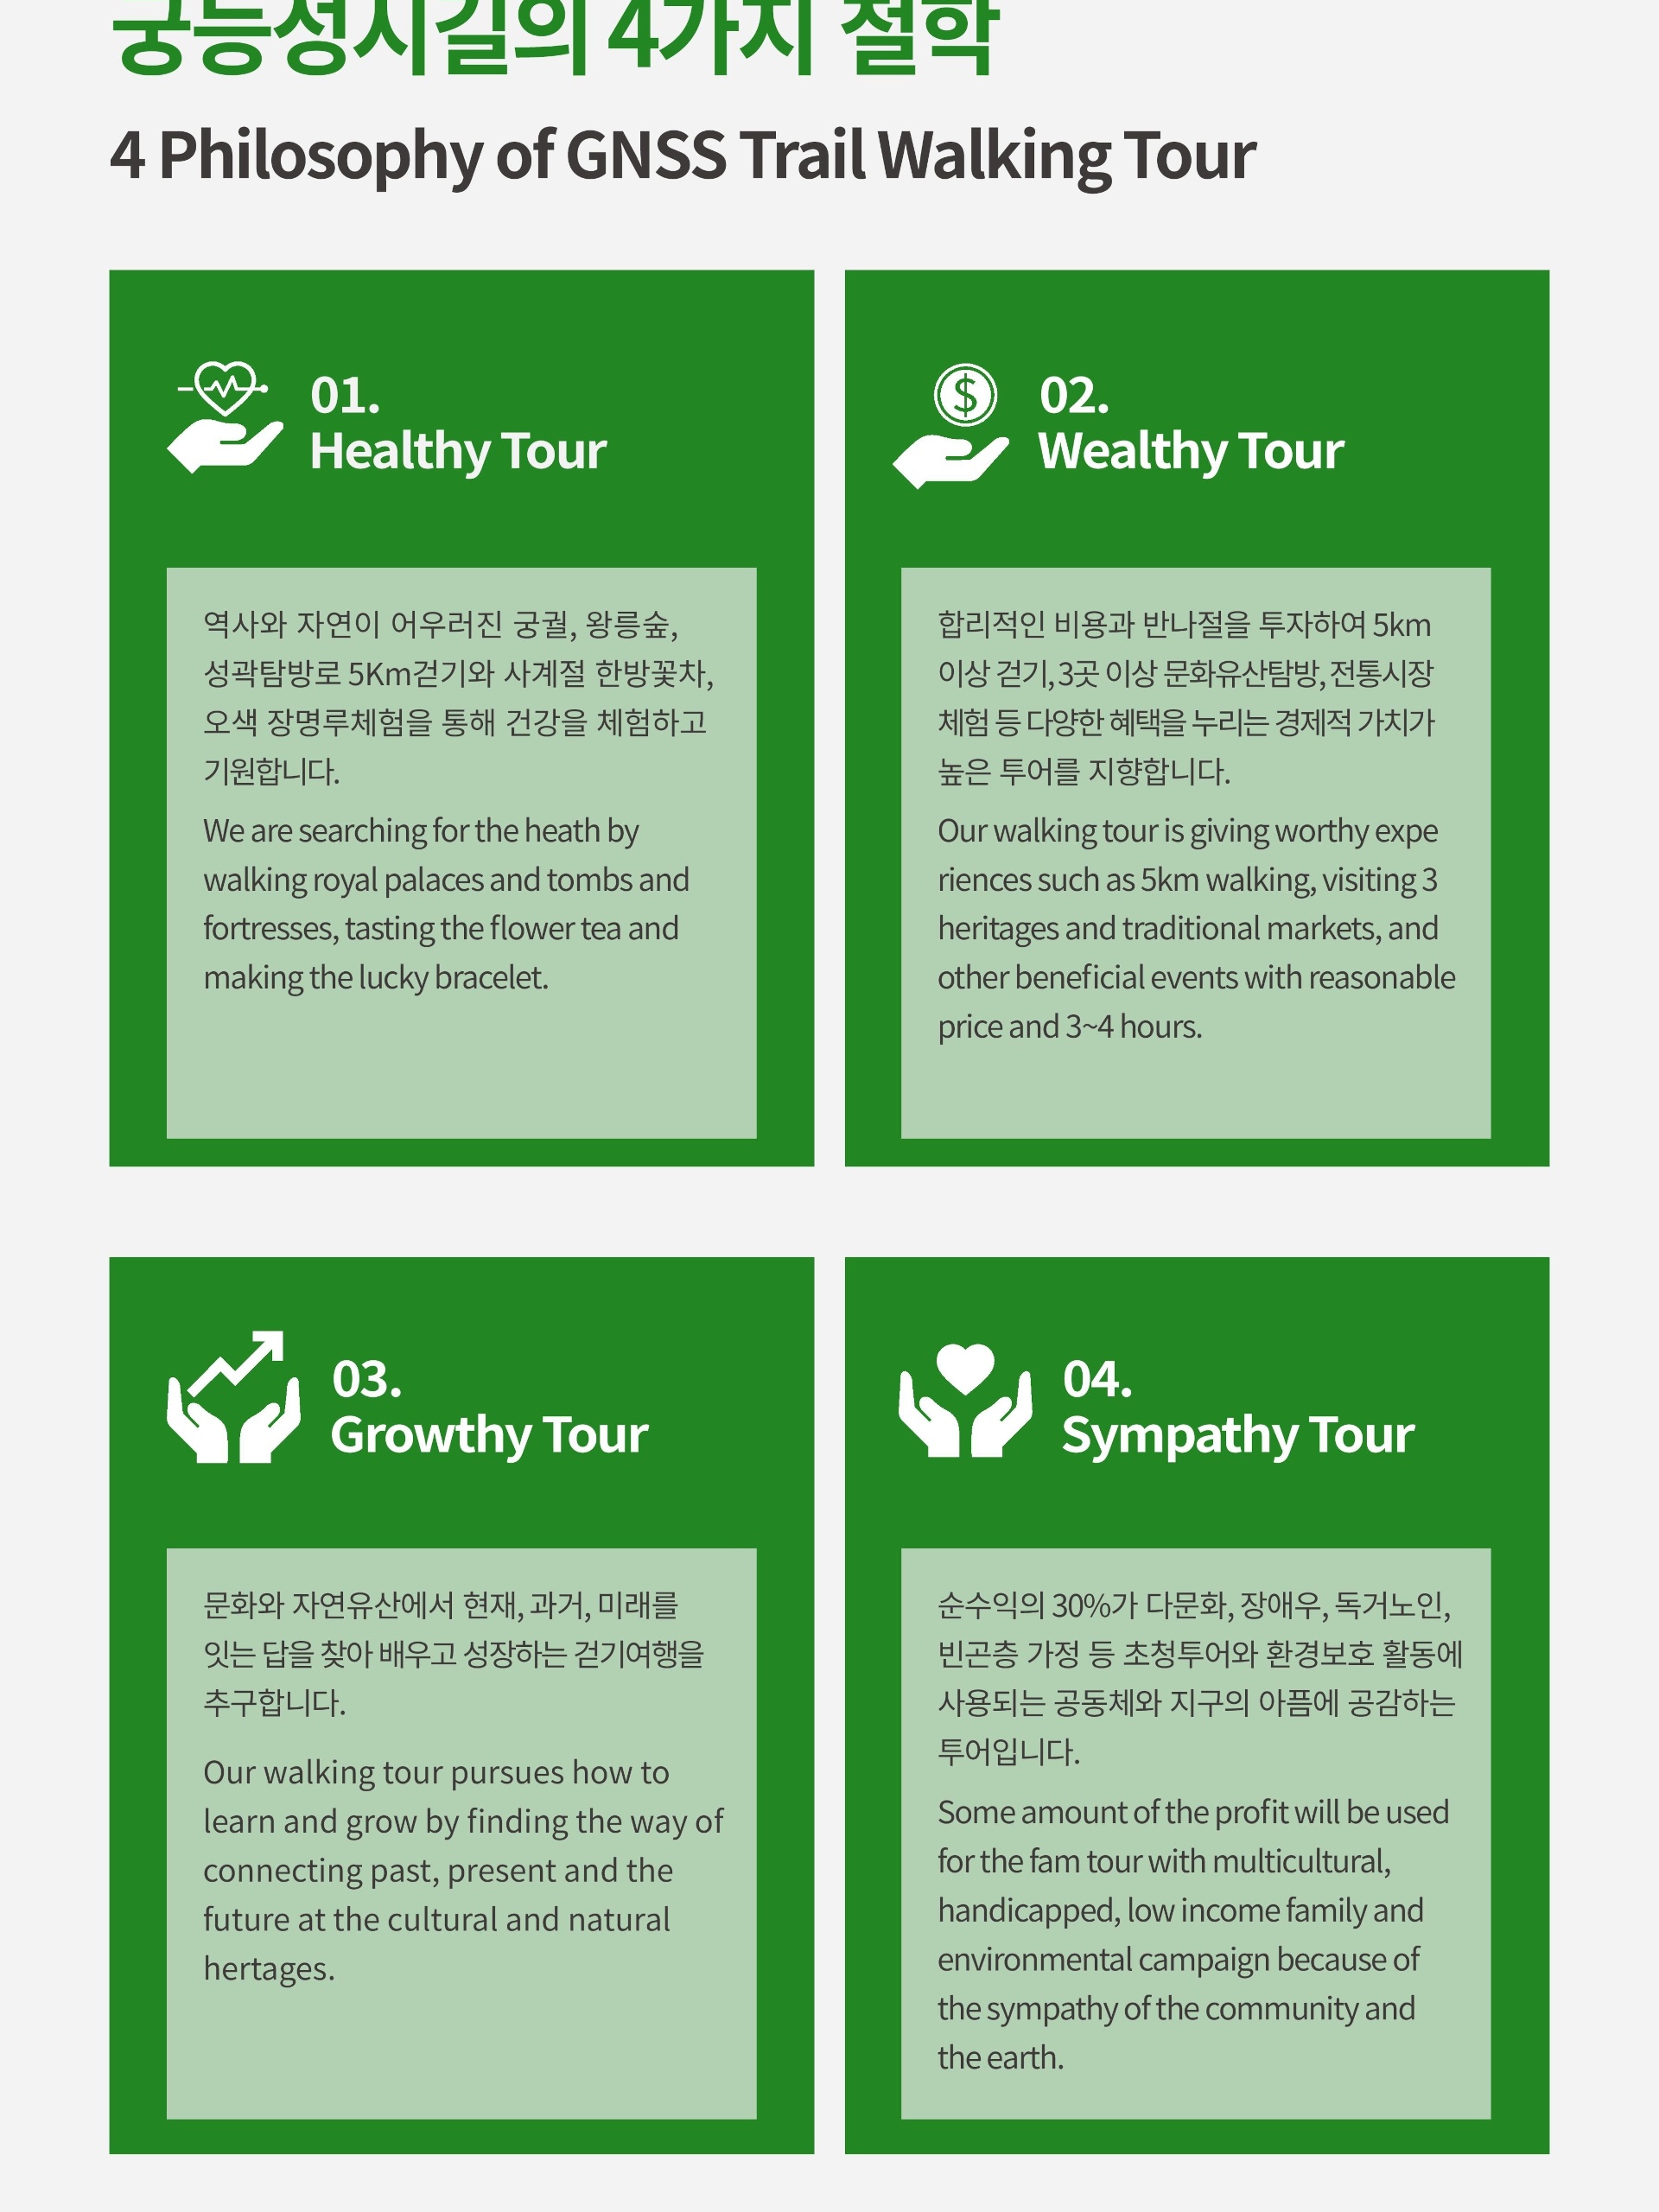 궁능성시길의 4가지 철학
4 Philosophy of GNSS Trail Walking Tour
01.
Healthy Tour
역사와 자연이 어우러진 궁궐, 왕릉숲,
성곽탐방로 5Km걷기와 사계절 한방꽃차,
오색 장명루체험을 통해 건강을 체험하고
기원합니다.
We are searching for the heath by
walking royal palaces and tombs and
fortresses, tasting the flower tea and
making the lucky bracelet.
02.
Wealthy Tour
합리적인 비용과 반나절을 투자하여 5km
이상 걷기, 3곳 이상 문화유산탐방, 전통시장
체험 등 다양한 혜택을 누리는 경제적 가치가
높은 투어를 지향합니다.
Our walking tour is giving worthy expe
riences such as 5km walking, visiting 3
heritages and traditional markets, and
other beneficial events with reasonable
price and 3~4 hours.
03.
Growthy Tour
문화와 자연유산에서 현재, 과거, 미래를
잇는 답을 찾아 배우고 성장하는 걷기여행을
추구합니다.
Our walking tour pursues how to
learn and grow by finding the way of
connecting past, present and the
future at the cultural and natural
hertages.
04.
Sympathy Tour
순수익의 30%가 다문화, 장애우, 독거노인,
빈곤층 가정 등 초청투어와 환경보호 활동에
사용되는 공동체와 지구의 아픔에 공감하는
투어입니다.
Some amount of the profit will be used
for the fam tour with multicultural,
handicapped, low income family and
environmental campaign because of
the sympathy of the community and
the earth.